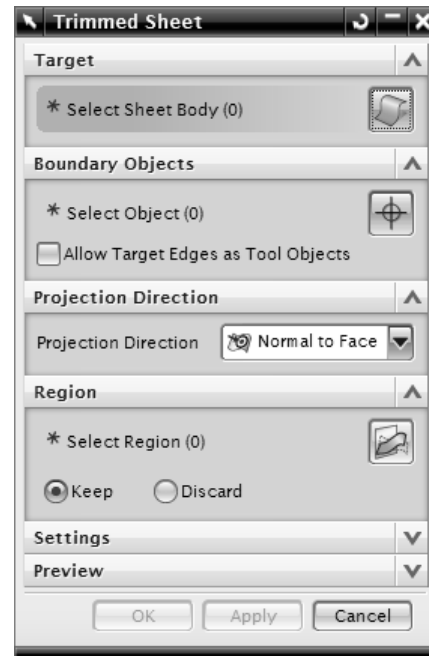 Trimmed Sheet
Target
* Select Sheet Body (0)
Boundary Objects
* Select Object (0)
Allow Target Edges as Tool Objects
Projection Direction
Projection Direction Normal to Face
Region
* Select Region (0)
Keep Discard
Settings
Preview
OK Apply Cancel